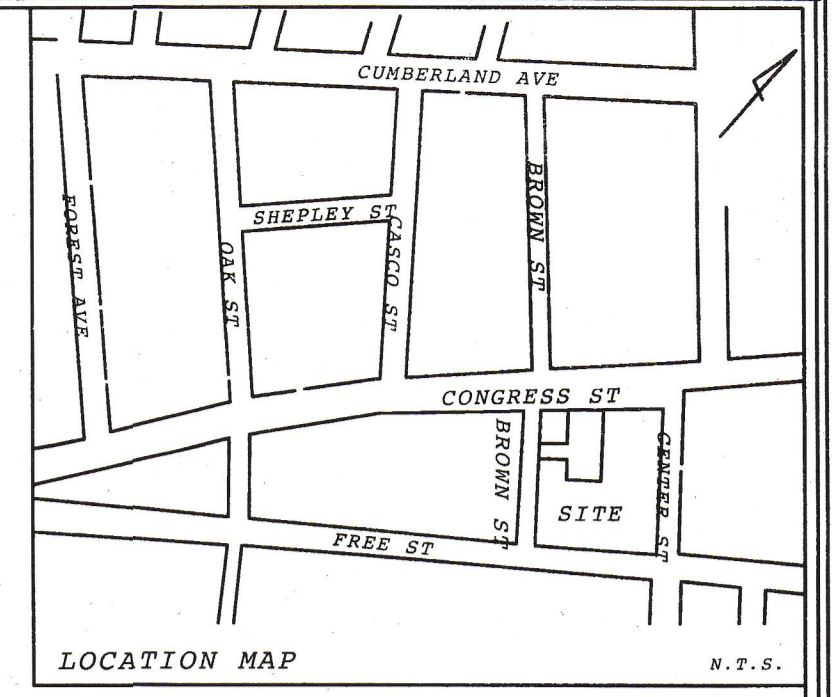 CUMBERLAND AVE
BROWN ST
FOREST AVE
SHEPLEY ST
CASCO ST
OAK ST
CONGRESS ST
BROWN ST
CENTER ST
SITE
FREE ST
LOCATION MAP
N.T.S.